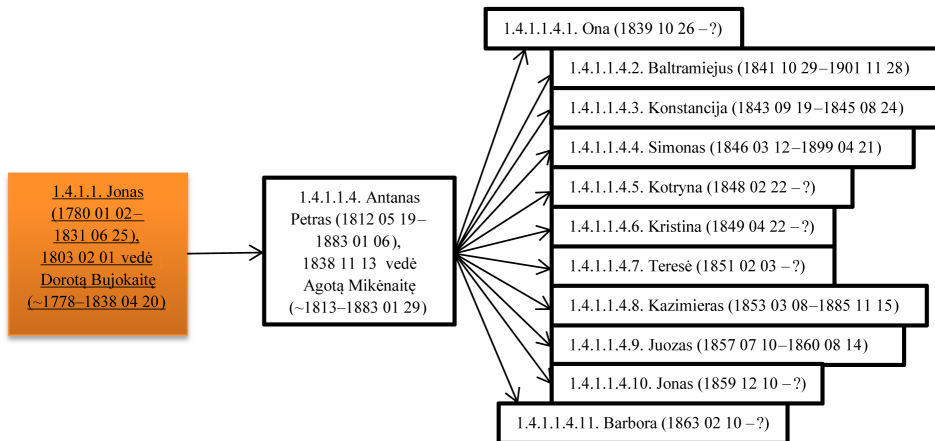 1.4.1.1. Jonas
(1780 01 02–
1831 06 25),
1803 02 01 vedė
Dorotą Bujokaitę
(~1778–1838 04 20)
1.4.1.1.4. Antanas
Petras (1812 05 19–
1883 01 06),
1838 11 13 vedė
Agotą Mikėnaitę
(~1813–1883 01 29)
1.4.1.1.4.1. Ona (1839 10 26 –?)
1.4.1.1.4.2. Baltramiejus (1841 10 29–1901 11 28)
1.4.1.1.4.3. Konstancija (1843 09 19–1845 08 24)
1.4.1.1.4.4. Simonas (1846 03 12–1899 04 21)
1.4.1.1.4.5. Kotryna (1848 02 22 –?)
1.4.1.1.4.6. Kristina (1849 04 22 –?)
1.4.1.1.4.7. Teresė (1851 02 03 –?)
1.4.1.1.4.8. Kazimieras (1853 03 08–1885 11 15)
1.4.1.1.4.9. Juozas (1857 07 10–1860 08 14)
1.4.1.1.4.10. Jonas (1859 12 10 –?)
1.4.1.1.4.11. Barbora (1863 02 10 –?)